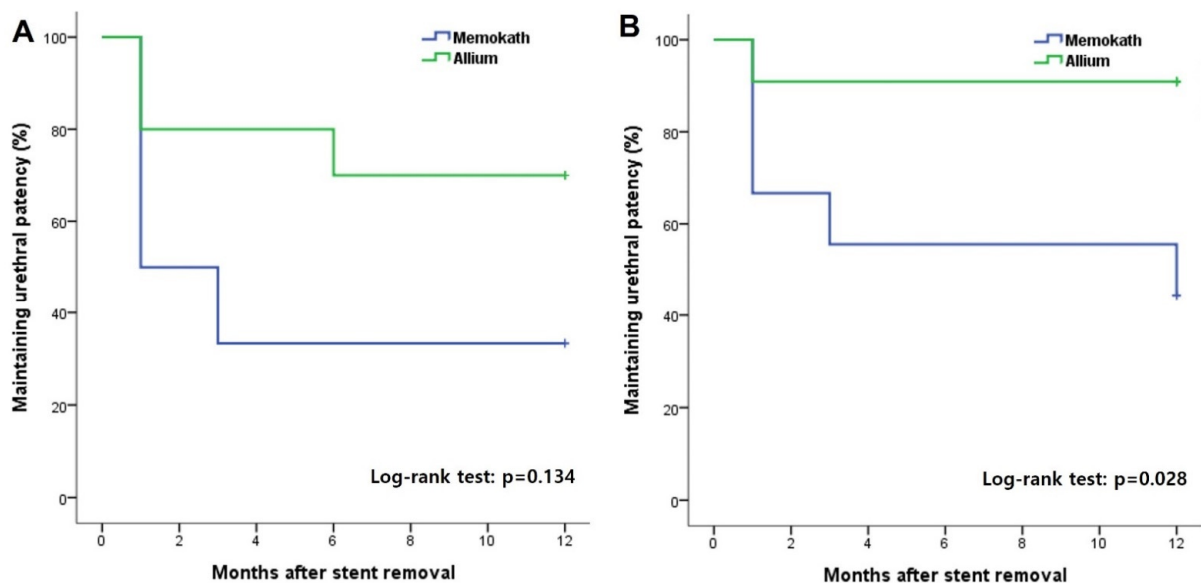 A
Memokath
Allium
Maintaining urethral patency (%)
100
80
60
40
20
0
Log-rank test: p=0.134
0 2 4 6 8 10 12
Months after stent removal
B
Memokath
Allium
Maintaining urethral patency (%)
100
80
60
40
20
0
Log-rank test: p=0.028
0 2 4 6 8 10 12
Months after stent removal